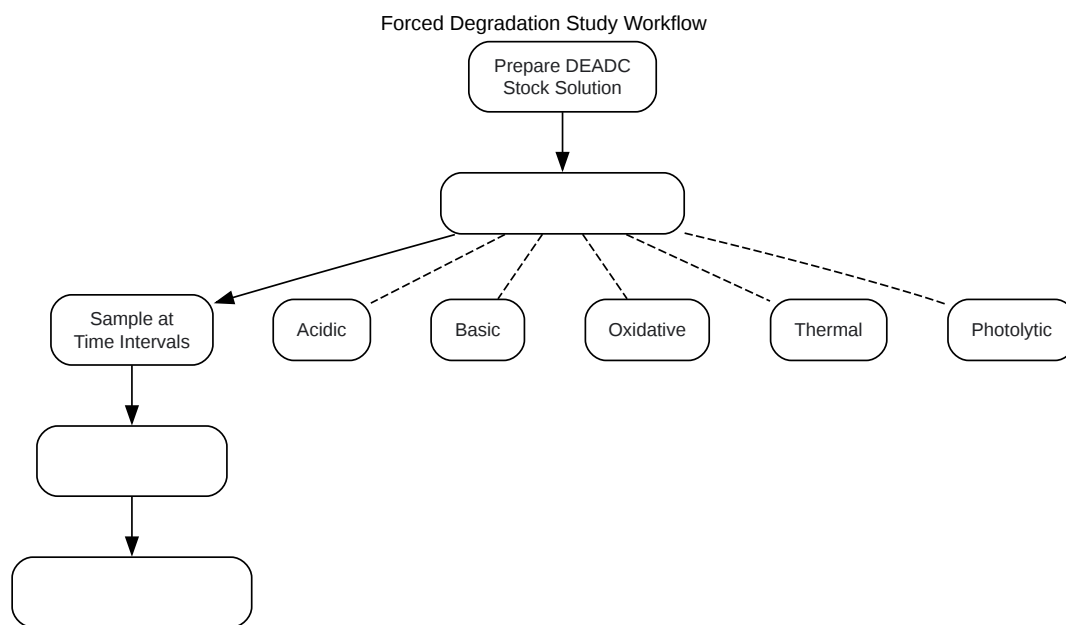 Forced Degradation Study Workflow
Prepare DEADC
Stock Solution
Sample at
Time Intervals
Acidic
Basic
Oxidative
Thermal
Photolytic